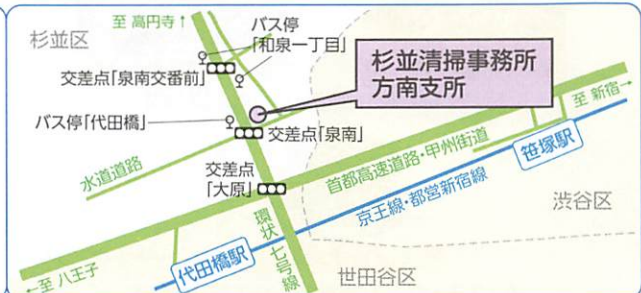 至 高円寺↑
バス停
「和泉一丁目」
杉並区
交差点「泉南交番前」
杉並清掃事務所
方南支所
バス停「代田橋」
交差点「泉南」
至 新宿→
水道道路
交差点
「大原」
首都高速道路・甲州街道
笹塚駅
京王線・都営新宿線
渋谷区
環状七号線
代田橋駅
←至 八王子
世田谷区